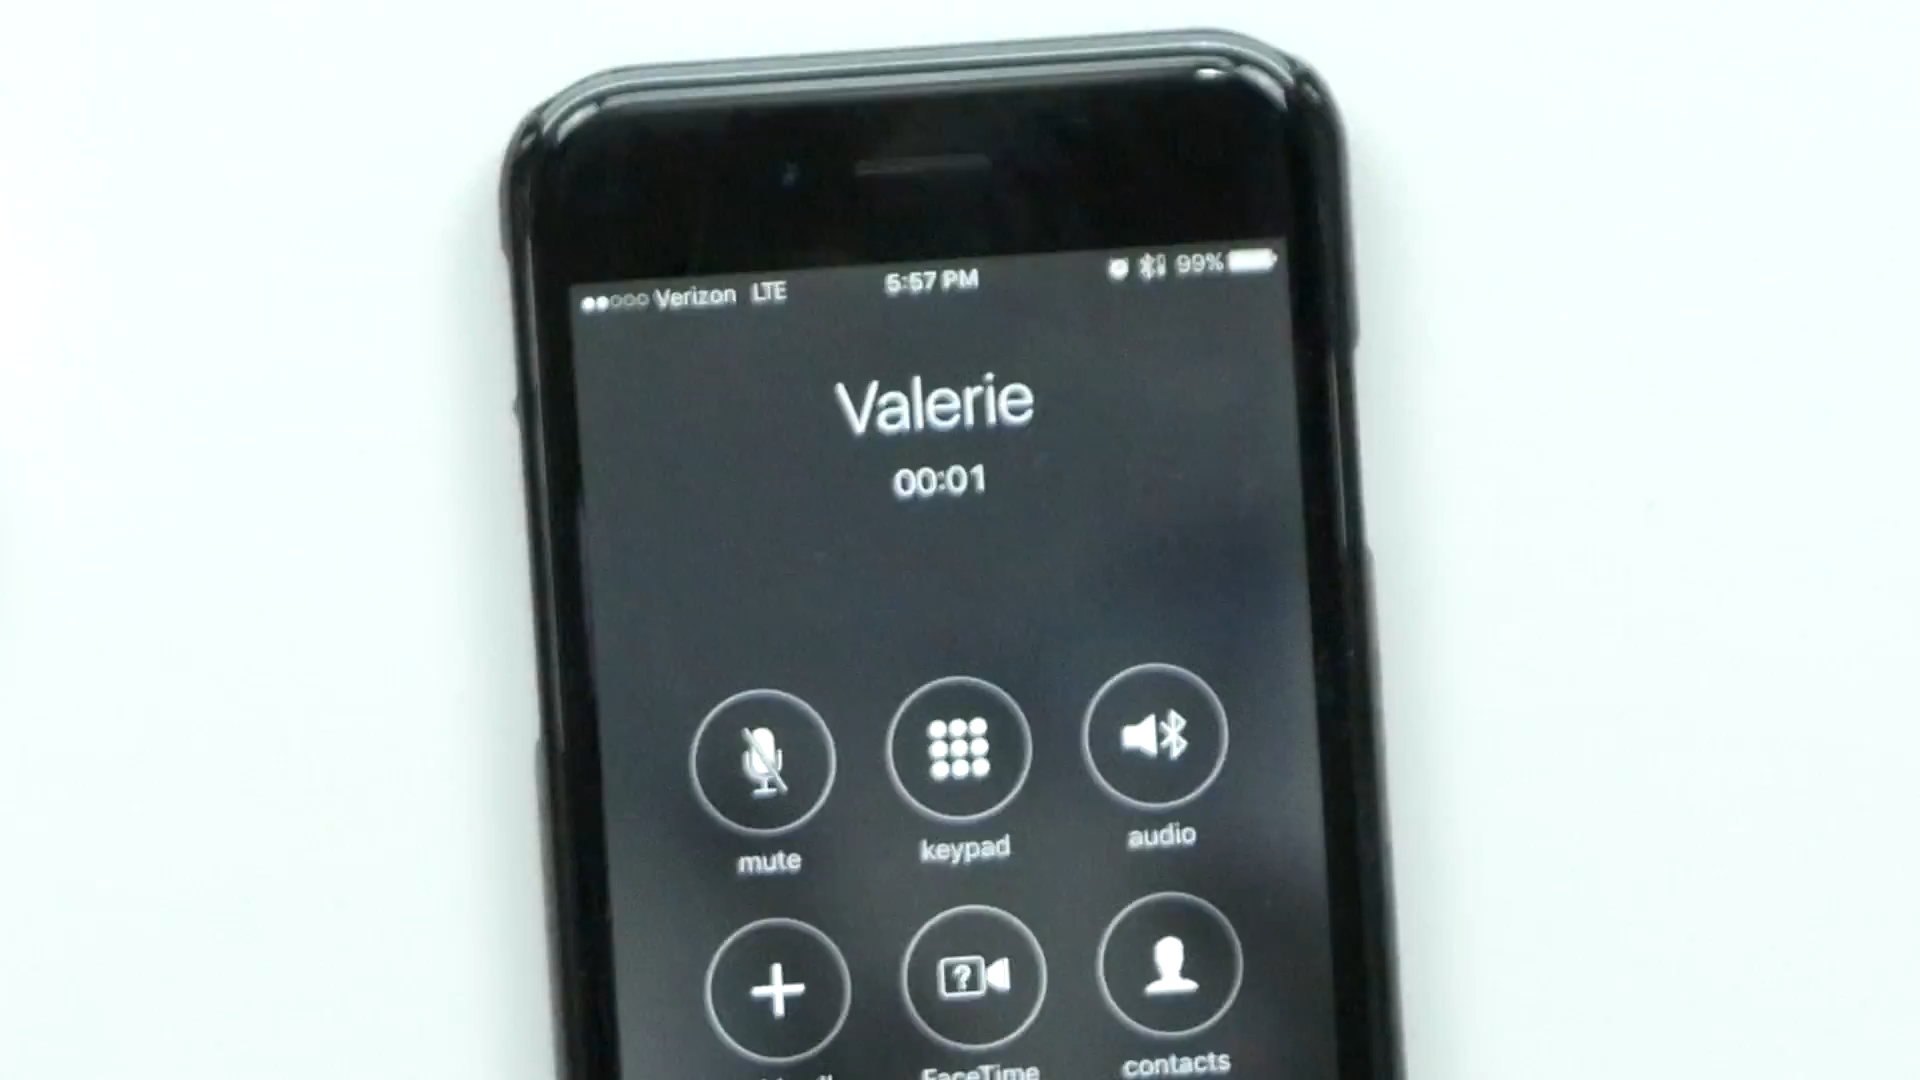 Verizon LTE 5:57 PM 99%
Valerie
00:01
mute keypad audio
?
FaceTime contacts